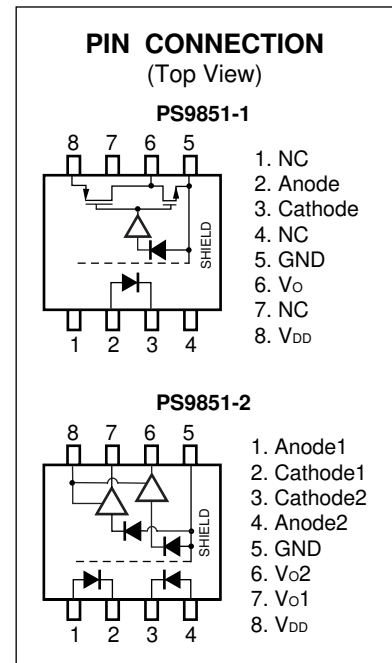 PIN CONNECTION
(Top View)
PS9851-1
8 7 6 5
SHIELD
1 2 3 4
1. NC
2. Anode
3. Cathode
4. NC
5. GND
6. VO
7. NC
8. VDD
PS9851-2
8 7 6 5
SHIELD
1 2 3 4
1. Anode1
2. Cathode1
3. Cathode2
4. Anode2
5. GND
6. VO2
7. VO1
8. VDD